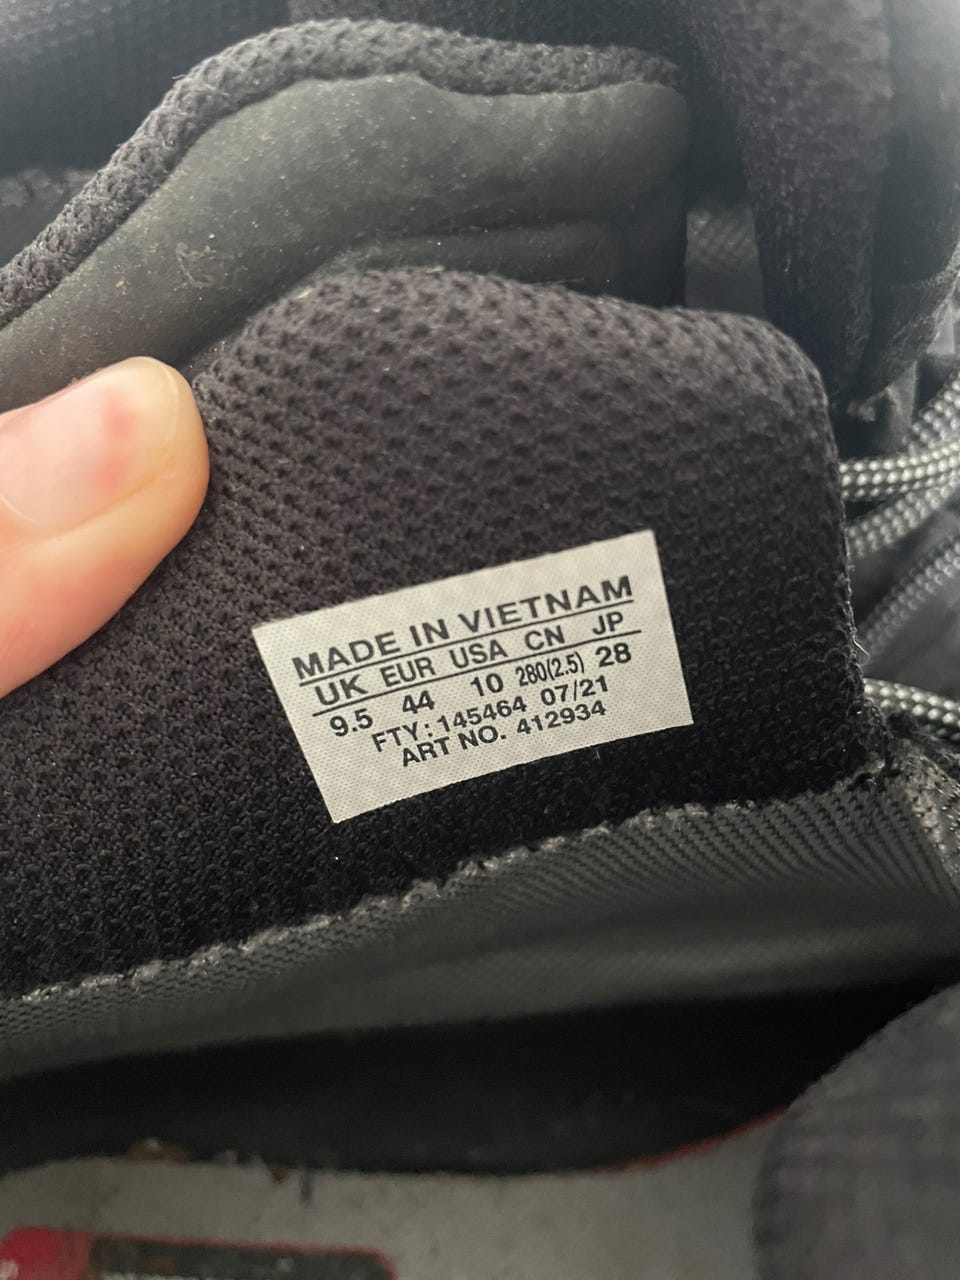 MADE IN VIETNAM
UK EUR USA CN JP
9.5 44 10 280(2.5) 28
FTY: 145464 07/21
ART NO. 412934